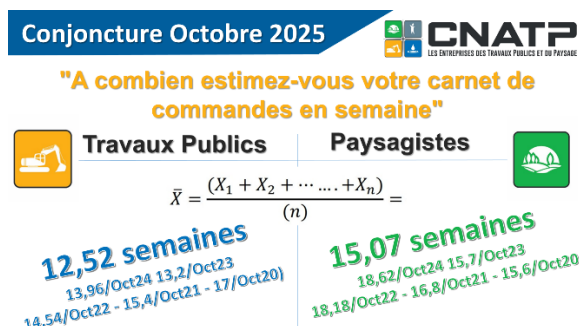 Conjoncture Octobre 2025
CNATP
LES ENTREPRISES DES TRAVAUX PUBLICS ET DU PAYSAGE
"A combien estimez-vous votre carnet de
commandes en semaine"
Travaux Publics
Paysagistes
X̄ = (X₁ + X₂ + ⋯ … . +Xₙ) / (n) =
12,52 semaines
13,96/Oct24 13,2/Oct23
14,54/Oct22 - 15,4/Oct21 - 17/Oct20)
15,07 semaines
18,62/Oct24 15,7/Oct23
18,18/Oct22 - 16,8/Oct21 - 15,6/Oct20